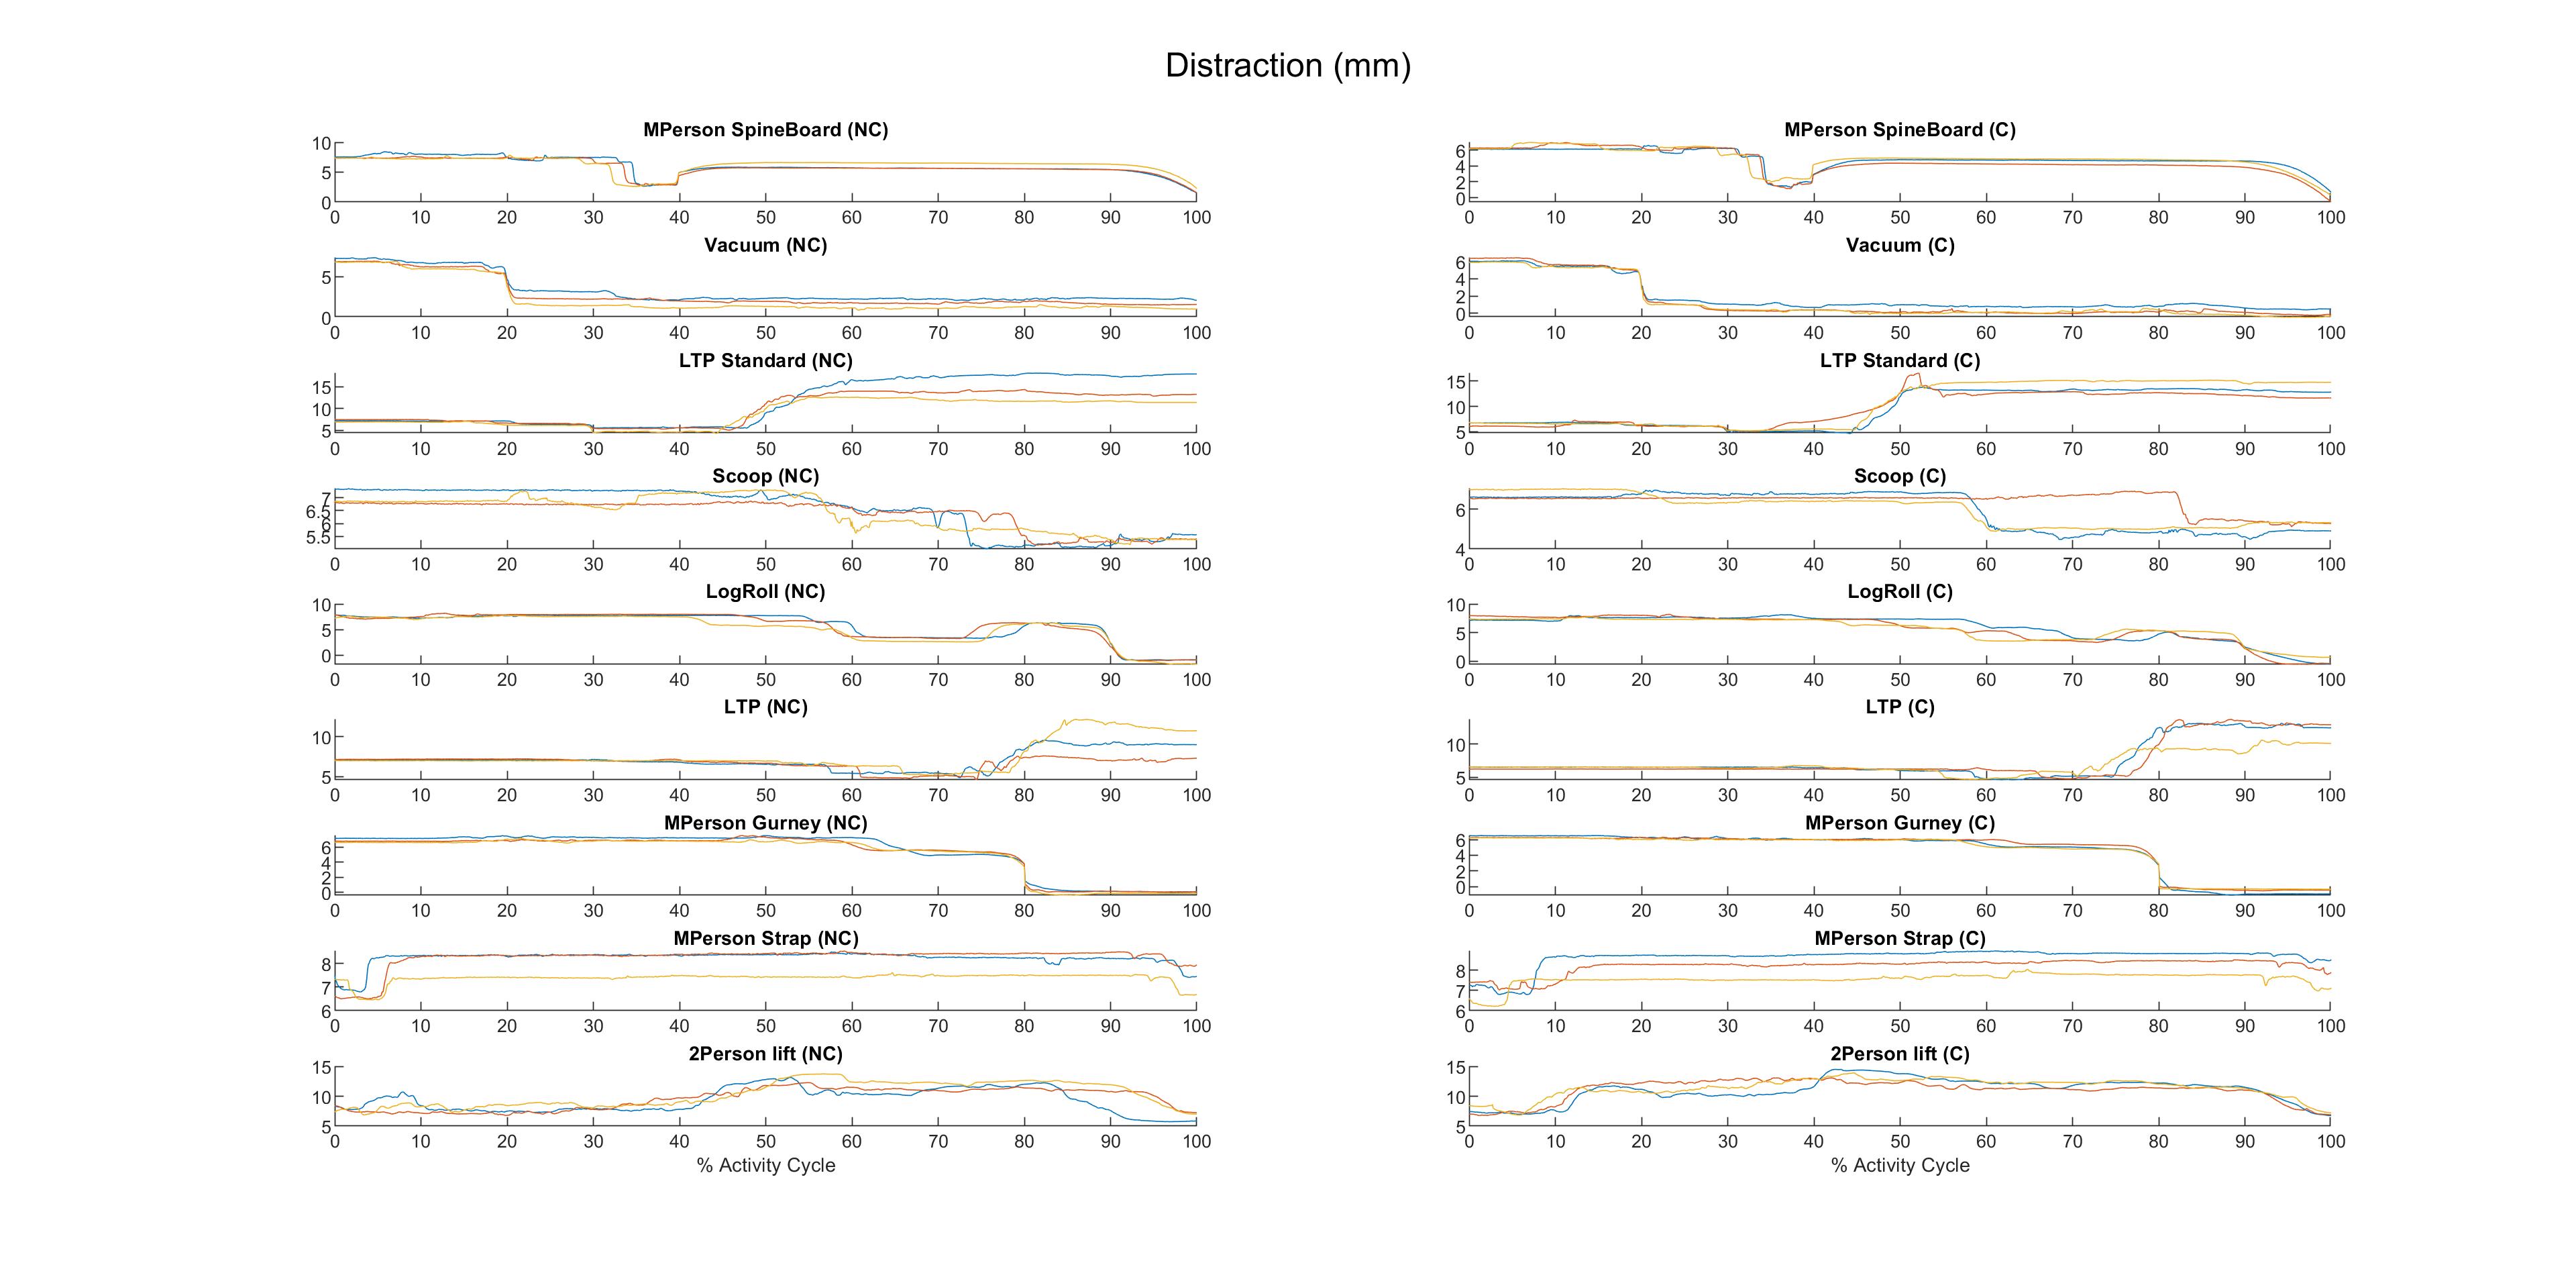 Distraction (mm)
MPerson SpineBoard (NC)
10
5
0
0 10 20 30 40 50 60 70 80 90 100
MPerson SpineBoard (C)
6
4
2
0
0 10 20 30 40 50 60 70 80 90 100
Vacuum (NC)
5
0
0 10 20 30 40 50 60 70 80 90 100
Vacuum (C)
6
4
2
0
0 10 20 30 40 50 60 70 80 90 100
LTP Standard (NC)
15
10
5
0 10 20 30 40 50 60 70 80 90 100
LTP Standard (C)
15
10
5
0 10 20 30 40 50 60 70 80 90 100
Scoop (NC)
7
6.5
6
5.5
0 10 20 30 40 50 60 70 80 90 100
Scoop (C)
6
4
0 10 20 30 40 50 60 70 80 90 100
LogRoll (NC)
10
5
0
0 10 20 30 40 50 60 70 80 90 100
LogRoll (C)
10
5
0
0 10 20 30 40 50 60 70 80 90 100
LTP (NC)
10
5
0 10 20 30 40 50 60 70 80 90 100
LTP (C)
10
5
0 10 20 30 40 50 60 70 80 90 100
MPerson Gurney (NC)
6
4
2
0
0 10 20 30 40 50 60 70 80 90 100
MPerson Gurney (C)
6
4
2
0
0 10 20 30 40 50 60 70 80 90 100
MPerson Strap (NC)
8
7
6
0 10 20 30 40 50 60 70 80 90 100
MPerson Strap (C)
8
7
6
0 10 20 30 40 50 60 70 80 90 100
2Person lift (NC)
15
10
5
0 10 20 30 40 50 60 70 80 90 100
% Activity Cycle
2Person lift (C)
15
10
5
0 10 20 30 40 50 60 70 80 90 100
% Activity Cycle